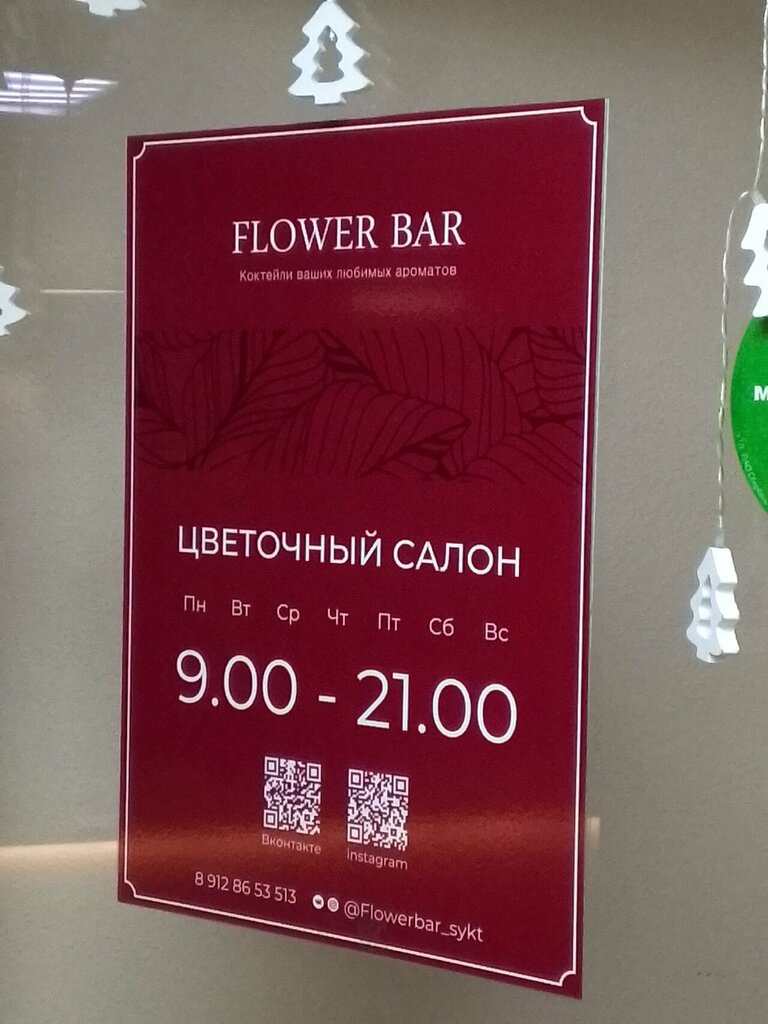 FLOWER BAR
Коктейли ваших любимых ароматов
ЦВЕТОЧНЫЙ САЛОН
Пн Вт Ср Чт Пт Сб Вс
9.00 - 21.00
Вконтакте
Instagram
8 912 86 53 513 @Flowerbar_sykt
М